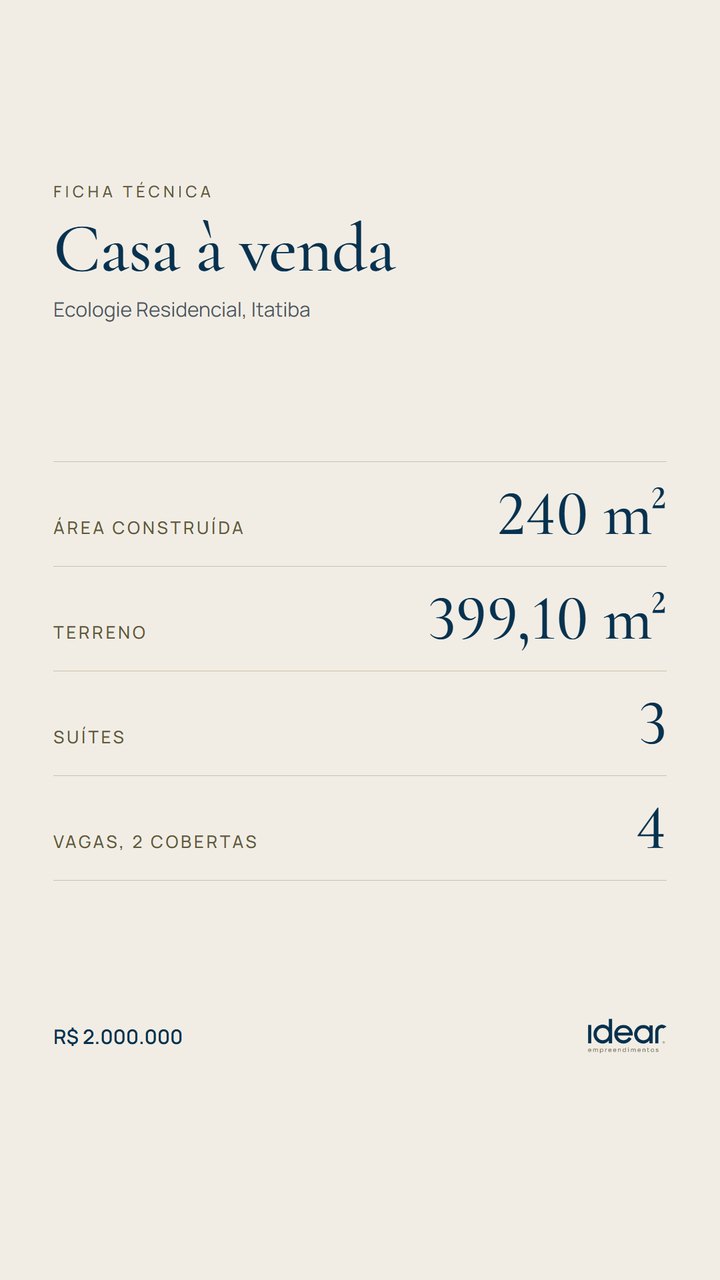 FICHA TÉCNICA
Casa à venda
Ecologie Residencial, Itatiba
ÁREA CONSTRUÍDA 240 m²
TERRENO 399,10 m²
SUÍTES 3
VAGAS, 2 COBERTAS 4
R$ 2.000.000
idear
empreendimentos